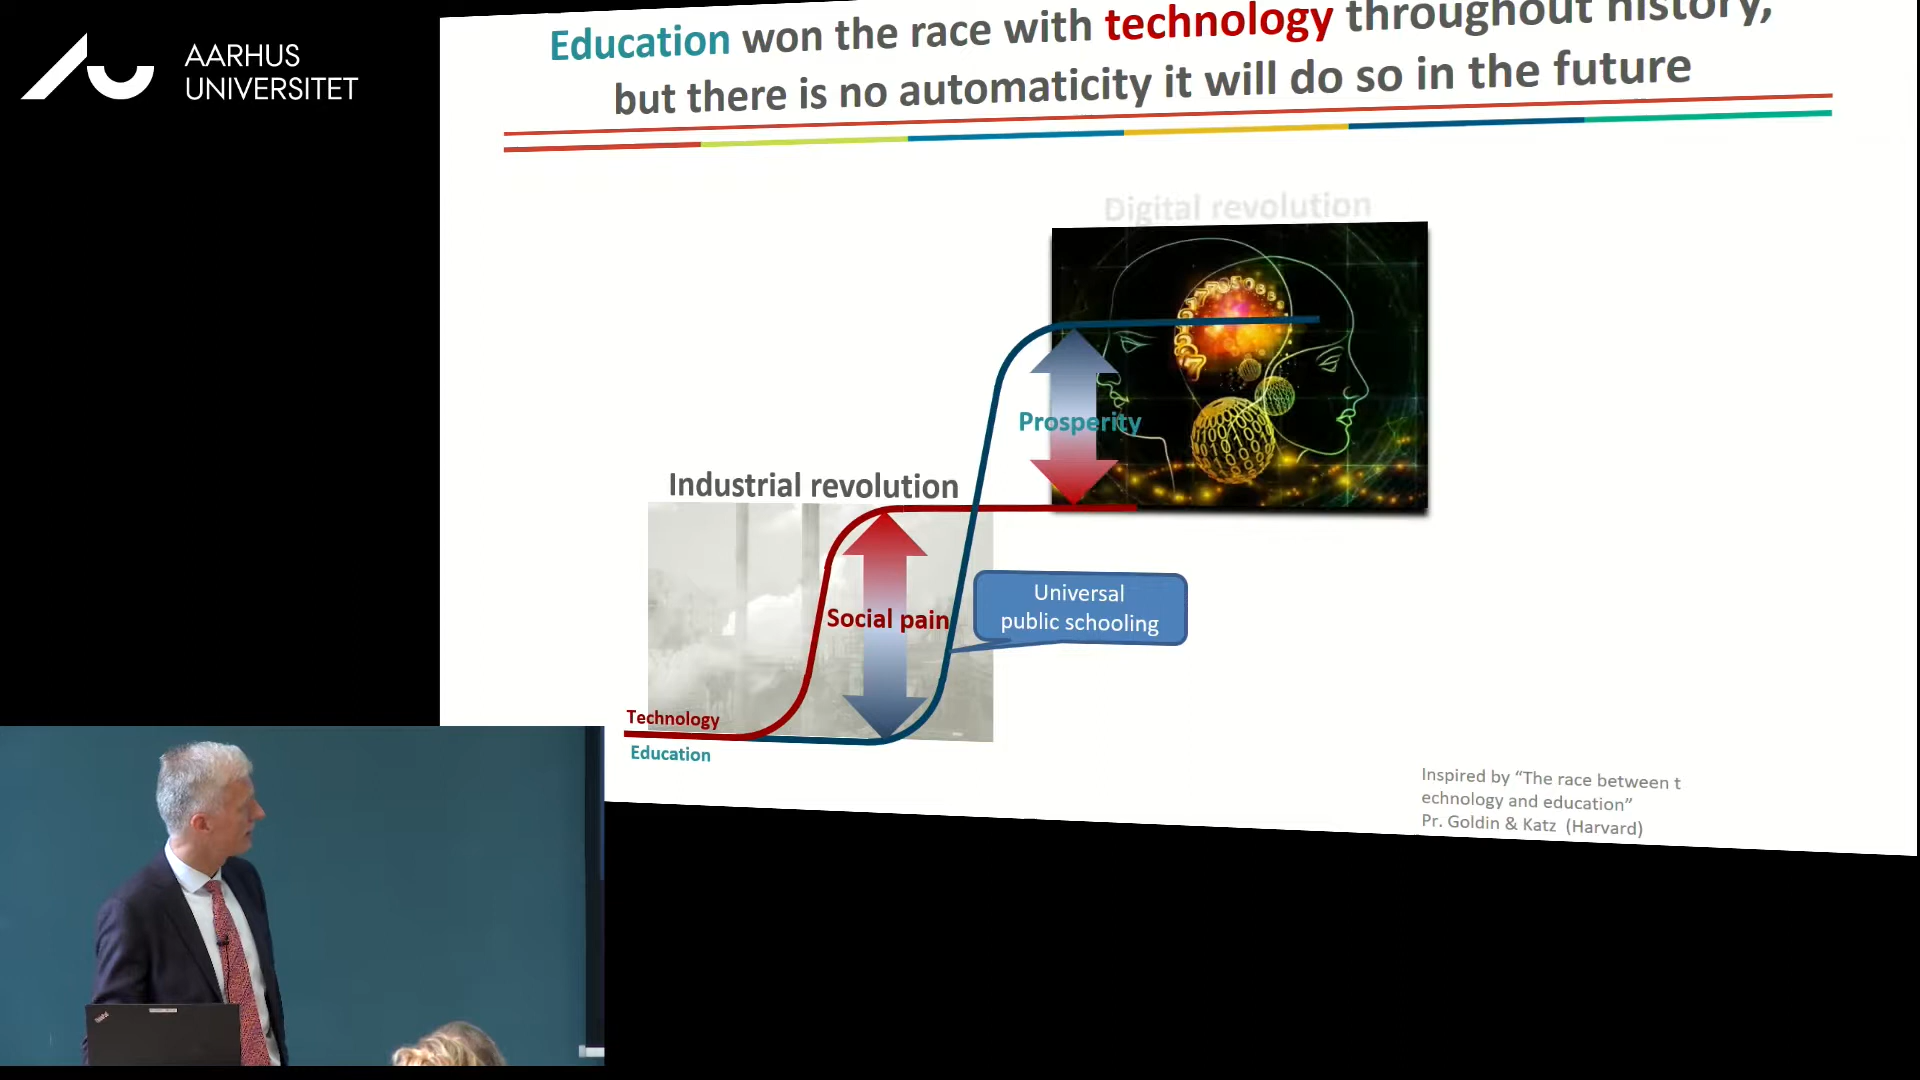 AARHUS
UNIVERSITET
Education won the race with technology throughout history,
but there is no automaticity it will do so in the future
Digital revolution
Prosperity
Industrial revolution
Universal
public schooling
Social pain
Technology
Education
Inspired by “The race between t
echnology and education”
Pr. Goldin & Katz (Harvard)